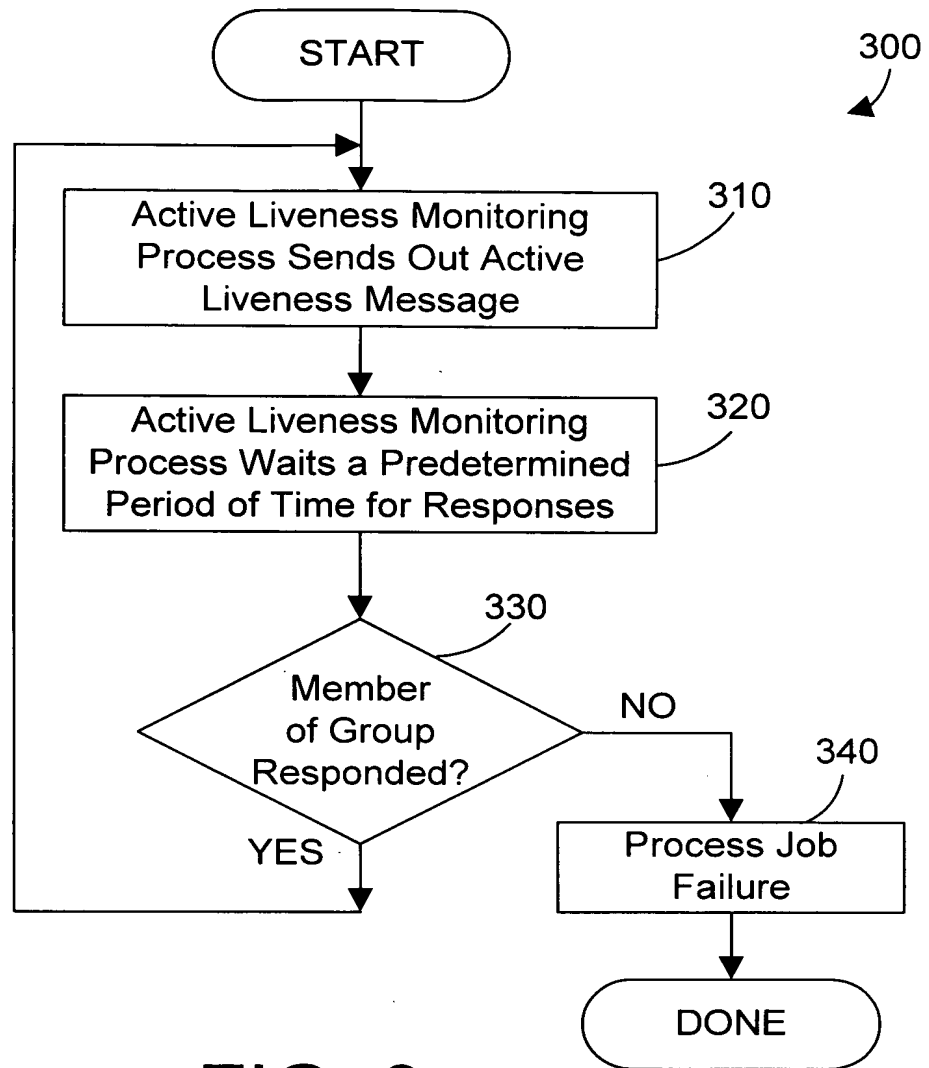 START
300
310
Active Liveness Monitoring
Process Sends Out Active
Liveness Message
320
Active Liveness Monitoring
Process Waits a Predetermined
Period of Time for Responses
330
Member
of Group
Responded?
NO
YES
340
Process Job
Failure
DONE